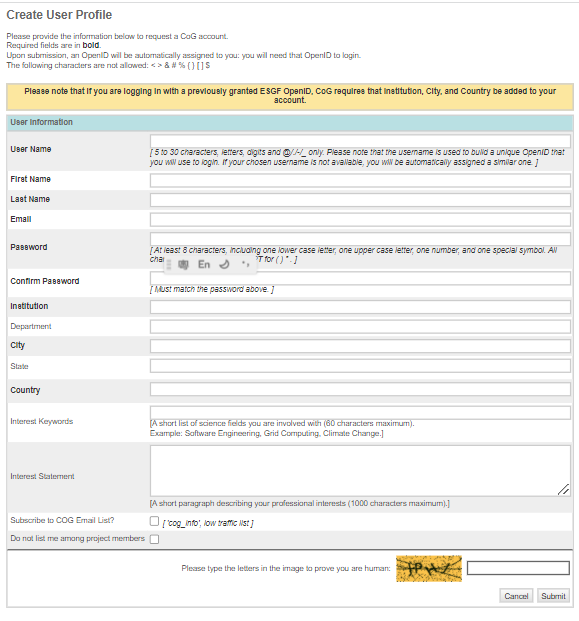 Create User Profile
Please provide the information below to request a CoG account.
Required fields are in bold.
Upon submission, an OpenID will be automatically assigned to you: you will need that OpenID to login.
The following characters are not allowed: < > & # % { } [ ] $
Please note that if you are logging in with a previously granted ESGF OpenID, CoG requires that Institution, City, and Country be added to your
account.
User Information
User Name
[ 5 to 30 characters, letters, digits and @/./-/_ only. Please note that the username is used to build a unique OpenID that
you will use to login. If your chosen username is not available, you will be automatically assigned a similar one. ]
First Name
Last Name
Email
Password
[ At least 8 characters, including one lower case letter, one upper case letter, one number, and one special symbol. All
for ( ) " . ]
En
Confirm Password
[ Must match the password above. ]
Institution
Department
City
State
Country
Interest Keywords
[A short list of science fields you are involved with (60 characters maximum).
Example: Software Engineering, Grid Computing, Climate Change.]
Interest Statement
[A short paragraph describing your professional interests (1000 characters maximum).]
Subscribe to COG Email List?
[ 'cog_info', low traffic list ]
Do not list me among project members
Please type the letters in the image to prove you are human:
Cancel
Submit